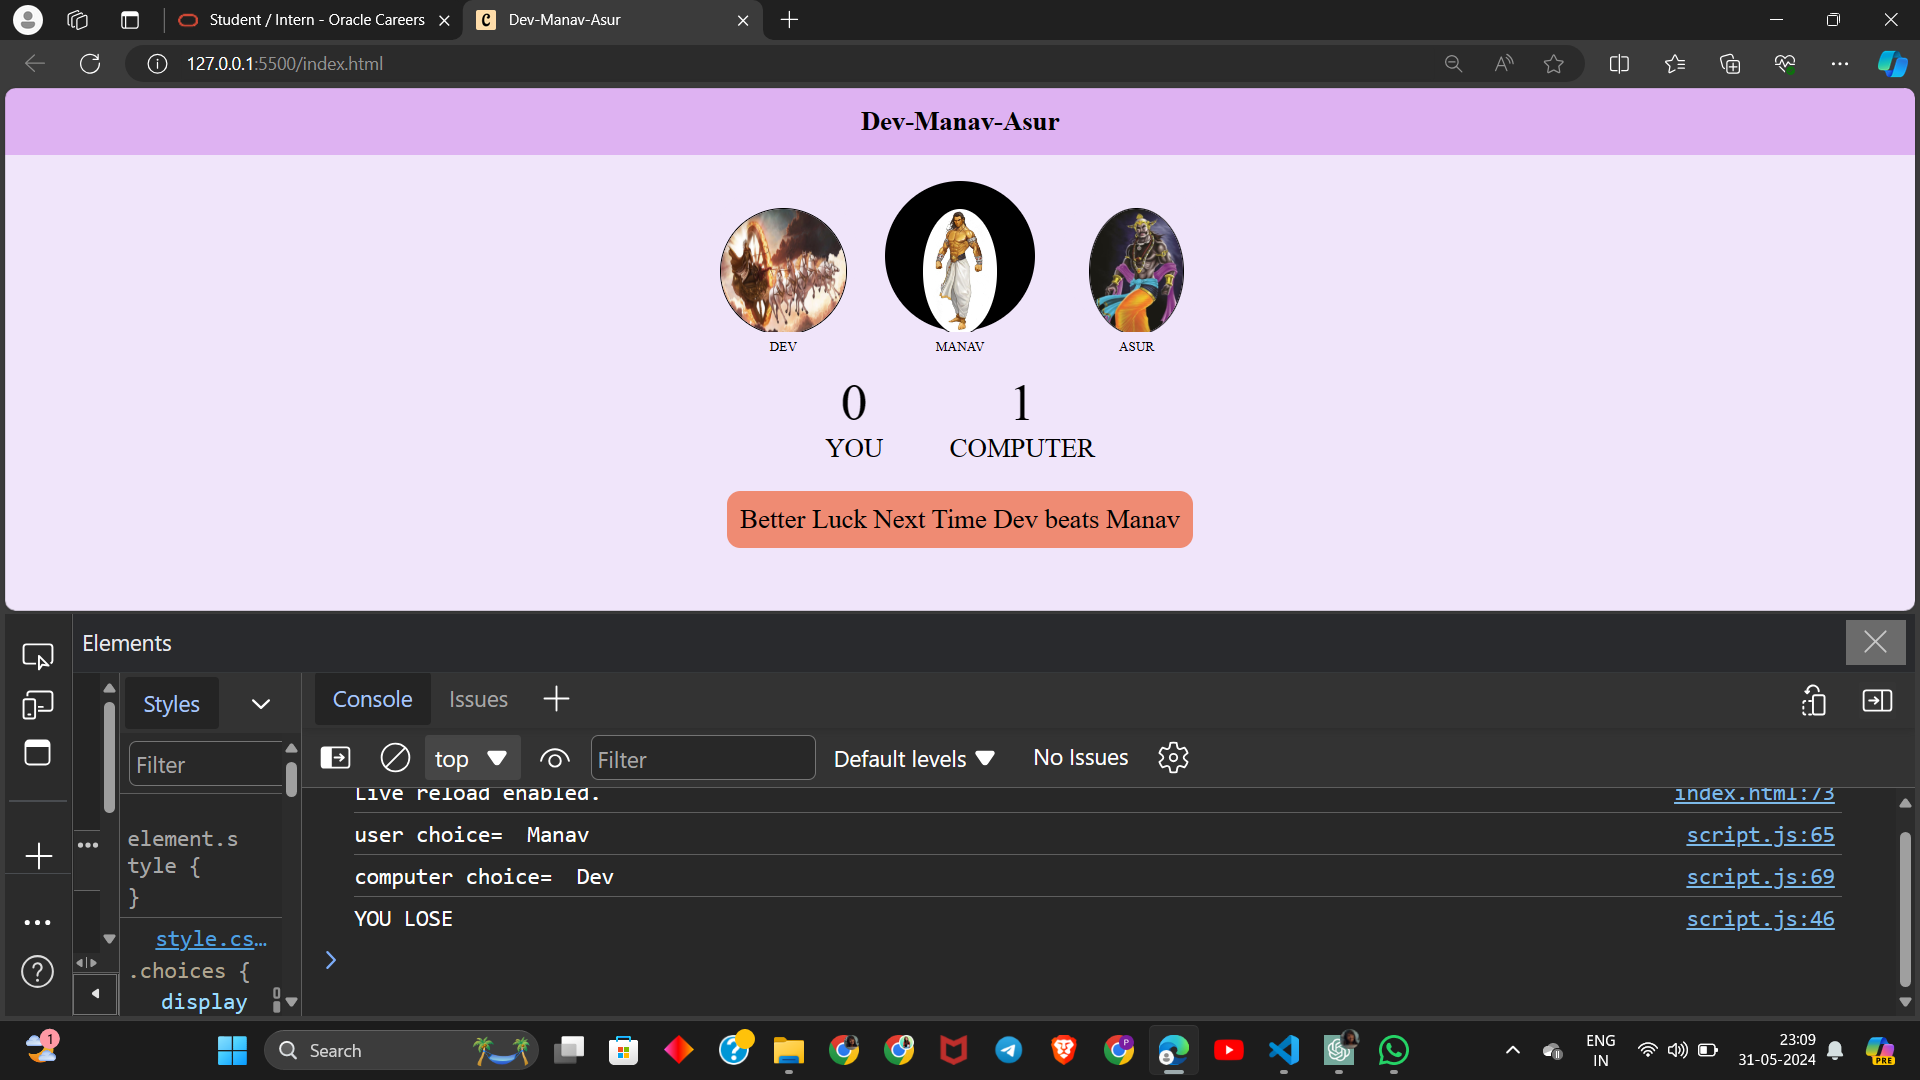 Student / Intern - Oracle Careers
Dev-Manav-Asur
127.0.0.1:5500/index.html
Dev-Manav-Asur
DEV
MANAV
ASUR
0
1
YOU
COMPUTER
Better Luck Next Time Dev beats Manav
Elements
Styles
Console
Issues
Filter
top
Filter
Default levels
No Issues
Live reload enabled.
index.html:73
element.s
tyle {
}
style.cs…
.choices {
display
user choice=  Manav
script.js:65
computer choice=  Dev
script.js:69
YOU LOSE
script.js:46
1
Search
P
ENG
IN
23:09
31-05-2024
PRE